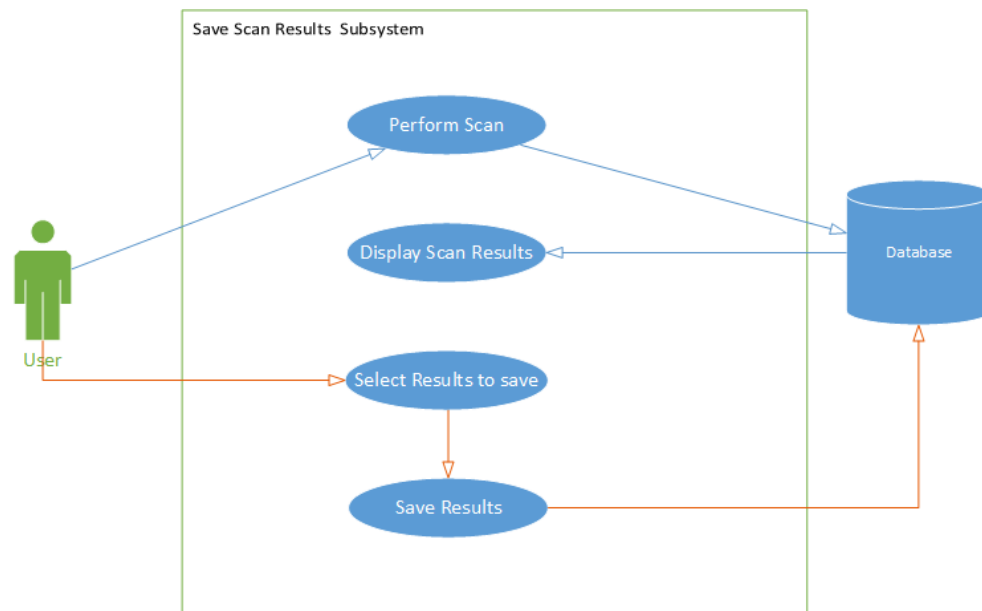 Save Scan Results Subsystem
Perform Scan
Display Scan Results
Database
User
Select Results to save
Save Results